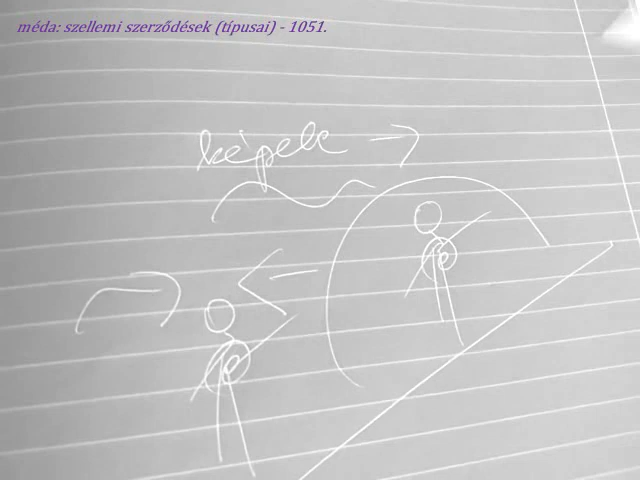 méda: szellemi szerződések (típusai) - 1051.
képek →